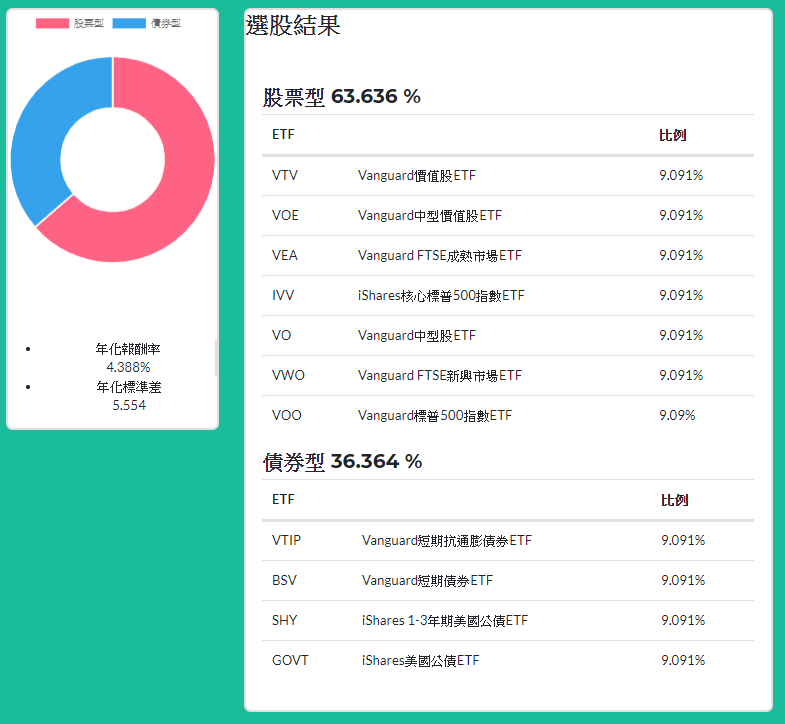 股票型 債券型
年化報酬率
4.388%
年化標準差
5.554
選股結果
股票型 63.636 %
ETF 比例
VTV Vanguard價值股ETF 9.091%
VOE Vanguard中型價值股ETF 9.091%
VEA Vanguard FTSE成熟市場ETF 9.091%
IVV iShares核心標普500指數ETF 9.091%
VO Vanguard中型股ETF 9.091%
VWO Vanguard FTSE新興市場ETF 9.091%
VOO Vanguard標普500指數ETF 9.09%
債券型 36.364 %
ETF 比例
VTIP Vanguard短期抗通膨債券ETF 9.091%
BSV Vanguard短期債券ETF 9.091%
SHY iShares 1-3年期美國公債ETF 9.091%
GOVT iShares美國公債ETF 9.091%